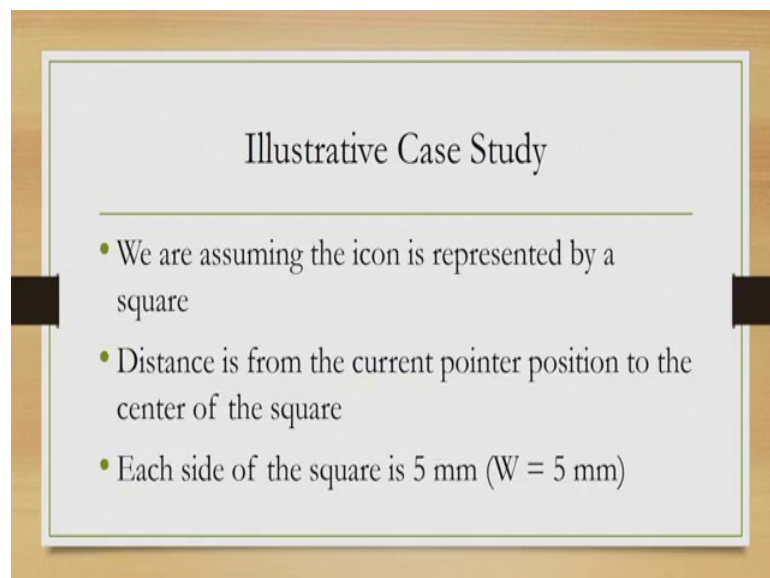 Illustrative Case Study
• We are assuming the icon is represented by a
square
• Distance is from the current pointer position to the
center of the square
• Each side of the square is 5 mm (W = 5 mm)